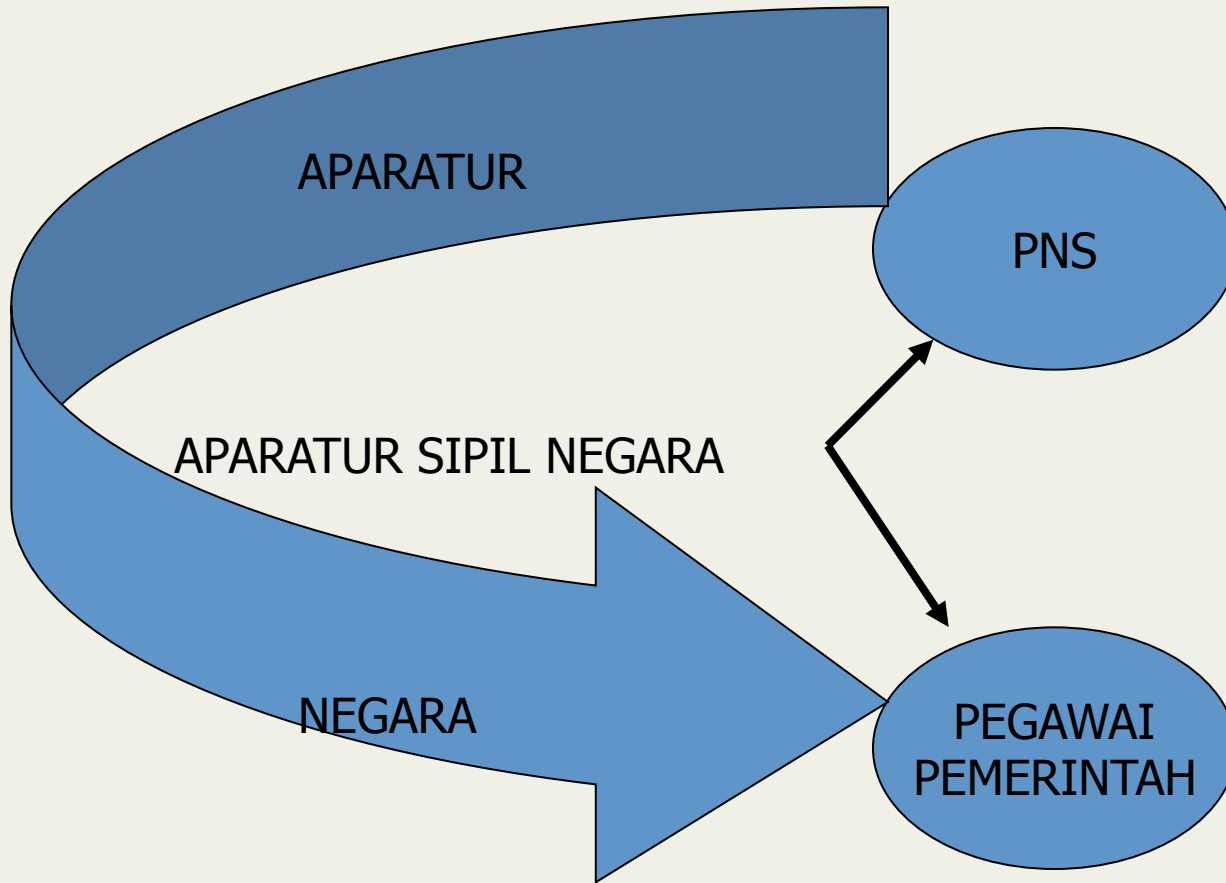 APARATUR
PNS
APARATUR SIPIL NEGARA
NEGARA
PEGAWAI
PEMERINTAH